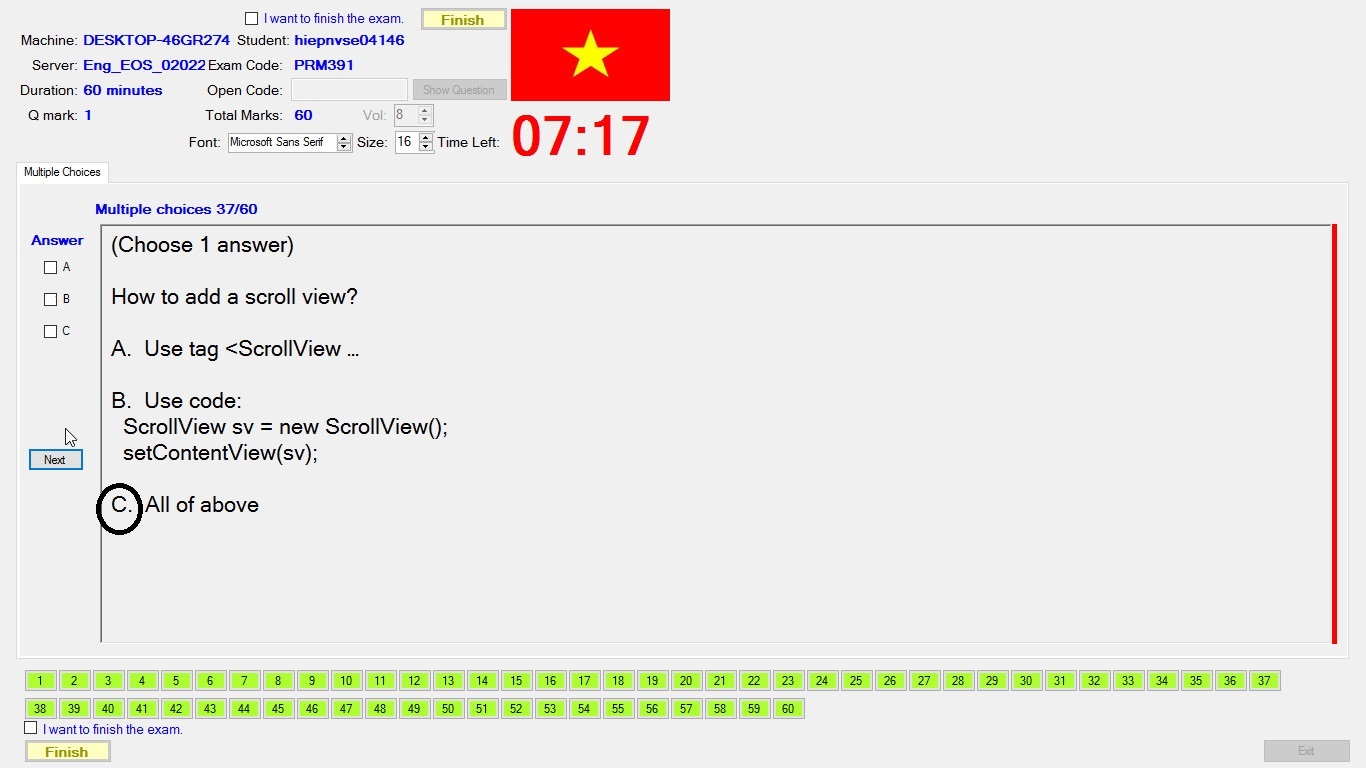 I want to finish the exam. Finish
Machine: DESKTOP-46GR274 Student: hiepnvse04146
Server: Eng_EOS_02022 Exam Code: PRM391
Duration: 60 minutes Open Code: Show Question
Q mark: 1 Total Marks: 60 Vol: 8
Font: Microsoft Sans Serif Size: 16 Time Left: 07:17
Multiple Choices
Multiple choices 37/60
Answer
A
B
C
Next
(Choose 1 answer)
How to add a scroll view?
A. Use tag <ScrollView ...
B. Use code:
ScrollView sv = new ScrollView();
setContentView(sv);
C. All of above
1 2 3 4 5 6 7 8 9 10 11 12 13 14 15 16 17 18 19 20 21 22 23 24 25 26 27 28 29 30 31 32 33 34 35 36 37
38 39 40 41 42 43 44 45 46 47 48 49 50 51 52 53 54 55 56 57 58 59 60
I want to finish the exam.
Finish Exit